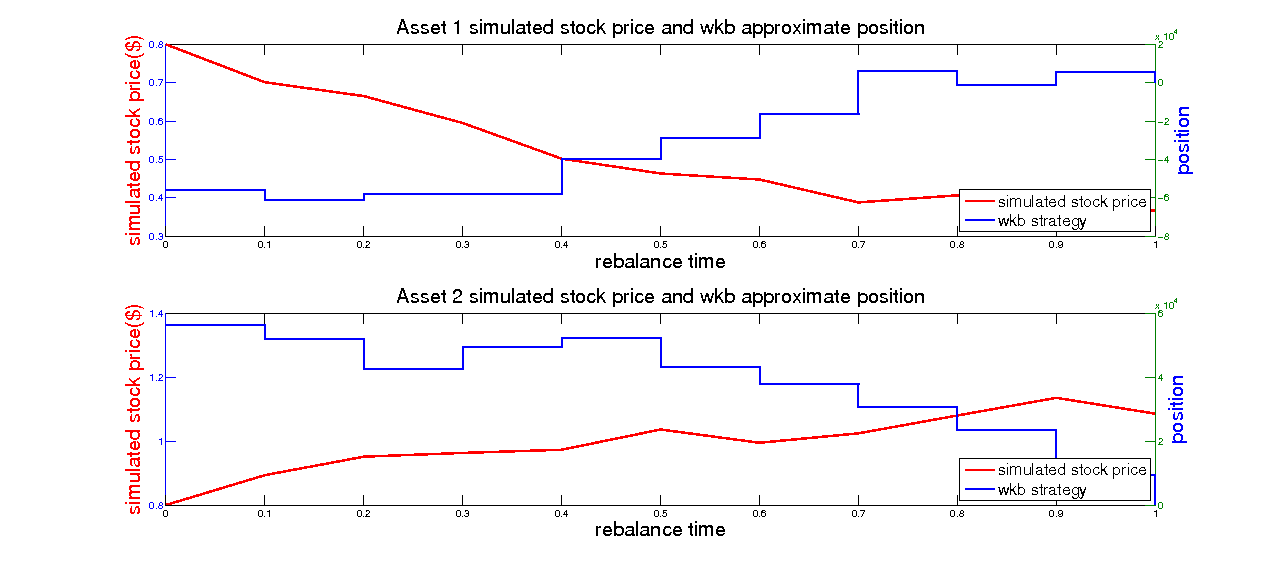 Asset 1 simulated stock price and wkb approximate position
x 10^4
simulated stock price($)
0.8
0.7
0.6
0.5
0.4
0.3
2
0
-2
-4
-6
-8
position
simulated stock price
wkb strategy
0 0.1 0.2 0.3 0.4 0.5 0.6 0.7 0.8 0.9 1
rebalance time
Asset 2 simulated stock price and wkb approximate position
x 10^4
simulated stock price($)
1.4
1.2
1
0.8
6
4
2
0
position
simulated stock price
wkb strategy
0 0.1 0.2 0.3 0.4 0.5 0.6 0.7 0.8 0.9 1
rebalance time